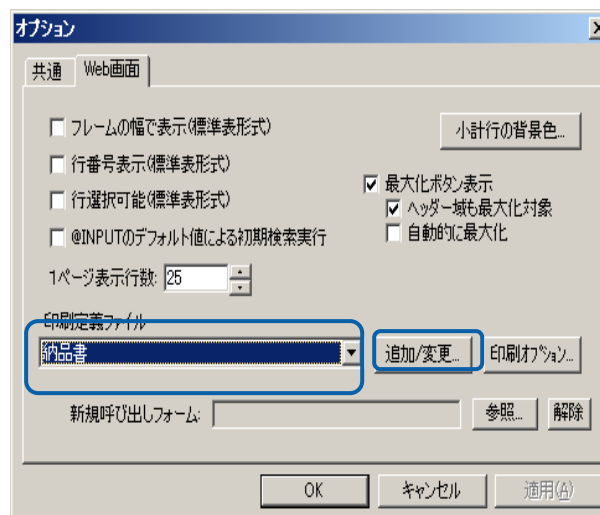 オプション
共通 Web画面
フレームの幅で表示(標準表形式)
小計行の背景色...
行番号表示(標準表形式)
最大化ボタン表示
行選択可能(標準表形式)
ヘッダー域も最大化対象
@INPUTのデフォルト値による初期検索実行
自動的に最大化
1ページ表示行数: 25
印刷定義ファイル
納品書 追加/変更... 印刷オプション...
新規呼び出しフォーム: 参照... 解除
OK キャンセル 適用(A)